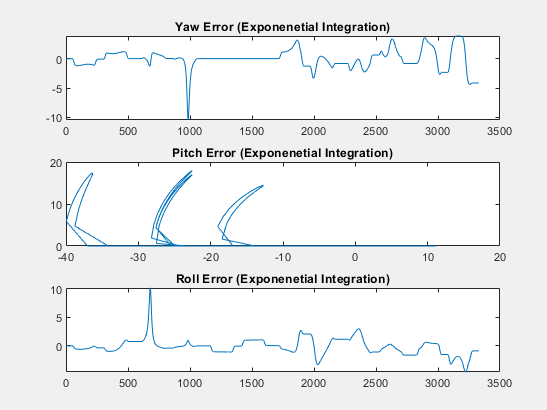 Yaw Error (Exponenetial Integration)
0
-5
-10
0 500 1000 1500 2000 2500 3000 3500
Pitch Error (Exponenetial Integration)
20
10
0
-40 -30 -20 -10 0 10 20
Roll Error (Exponenetial Integration)
10
5
0
0 500 1000 1500 2000 2500 3000 3500